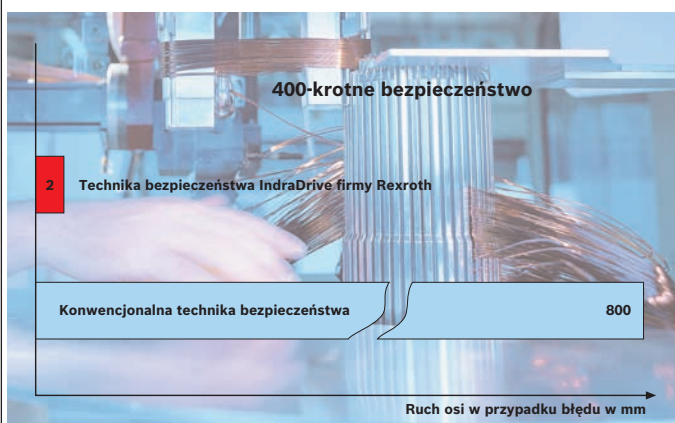 400-krotne bezpieczeństwo
2 Technika bezpieczeństwa IndraDrive firmy Rexroth
Konwencjonalna technika bezpieczeństwa 800
Ruch osi w przypadku błędu w mm